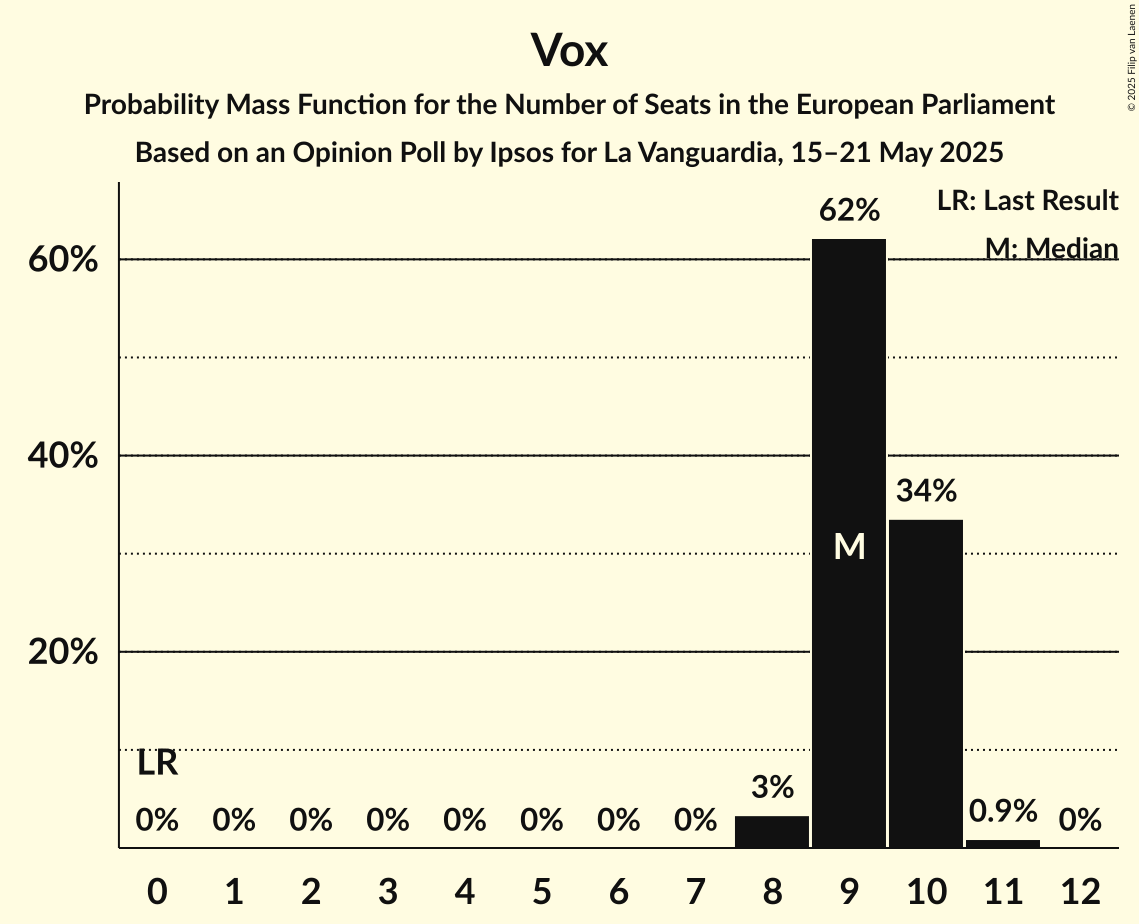 Vox
Probability Mass Function for the Number of Seats in the European Parliament
Based on an Opinion Poll by Ipsos for La Vanguardia, 15–21 May 2025
© 2025 Filip van Laenen
LR: Last Result
M: Median
60%
40%
20%
62%
34%
M
LR
0% 0% 0% 0% 0% 0% 0% 0% 3% 0.9% 0%
0 1 2 3 4 5 6 7 8 9 10 11 12